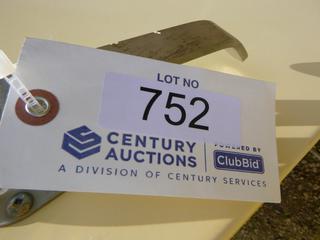 LOT NO
752
CENTURY
AUCTIONS
POWERED BY
ClubBid
A DIVISION OF CENTURY SERVICES